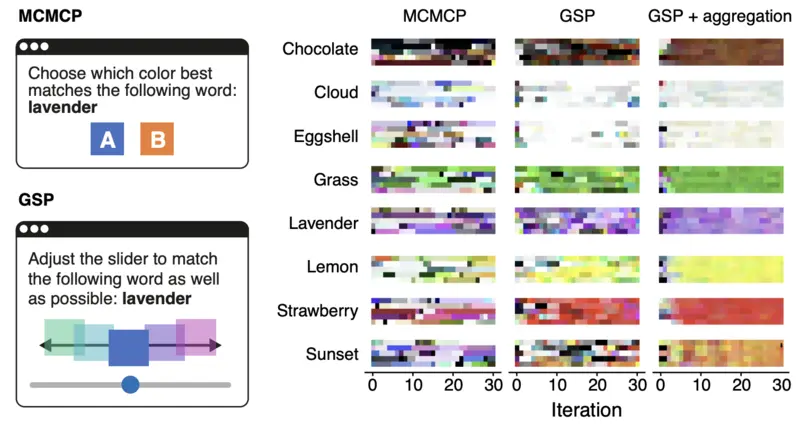 MCMCP
Choose which color best
matches the following word:
lavender
A B
GSP
Adjust the slider to match
the following word as well
as possible: lavender
MCMCP GSP GSP + aggregation
Chocolate
Cloud
Eggshell
Grass
Lavender
Lemon
Strawberry
Sunset
0 10 20 30 0 10 20 30 0 10 20 30
Iteration